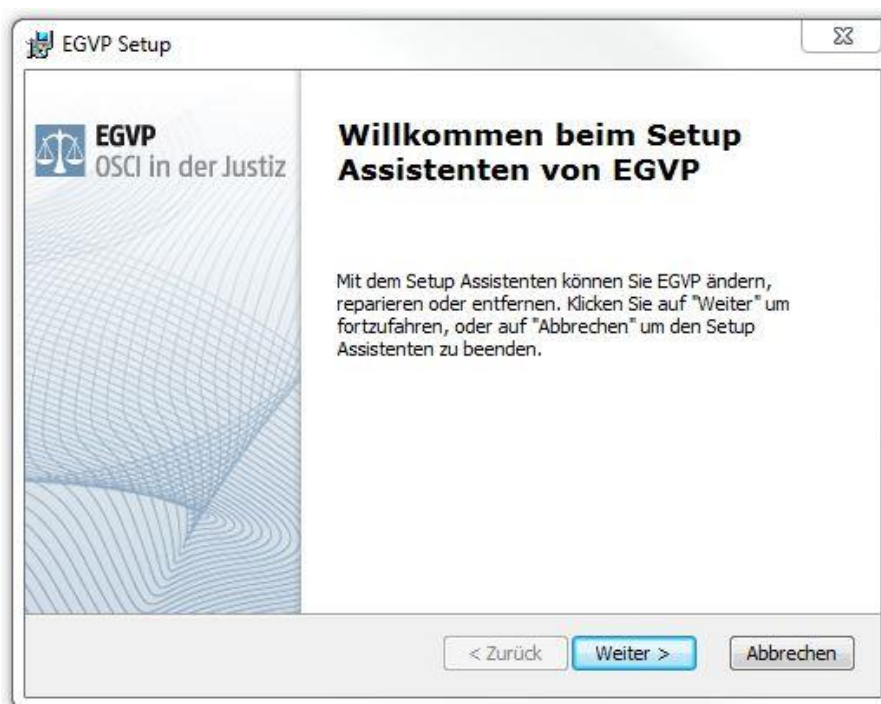 EGVP Setup
EGVP
OSCI in der Justiz
Willkommen beim Setup
Assistenten von EGVP
Mit dem Setup Assistenten können Sie EGVP ändern,
reparieren oder entfernen. Klicken Sie auf "Weiter" um
fortzufahren, oder auf "Abbrechen" um den Setup
Assistenten zu beenden.
< Zurück Weiter > Abbrechen